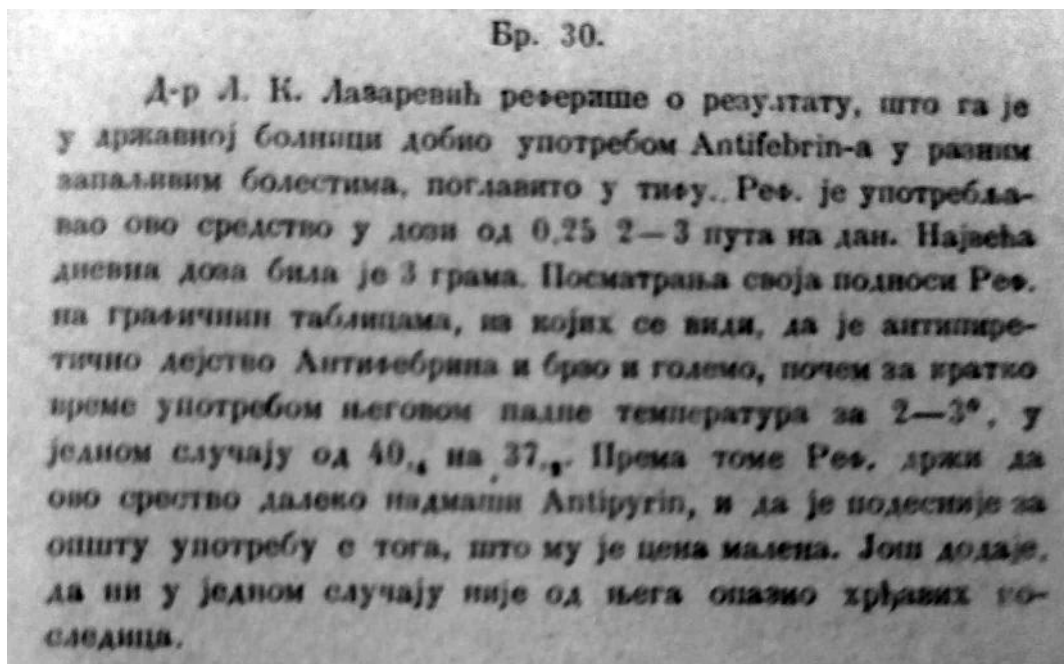 Бр. 30.
Д-р Л. К. Лазаревић реферише о резултату, што га је
у државној болници добио употребом Antifebrin-а у разним
запаљивим болестима, поглавито у тифу. Реф. је употребља-
вао ово средство у дози од 0,25 2—3 пута на дан. Највећа
дневна доза била је 3 грама. Посматрања своја подноси Реф.
на графичнин таблицама, из којих се види, да је антипире-
тично дејство Антифебрина и брзо и големо, почем за кратко
време употребом његовом падне температура за 2—3°, у
једном случају од 40,₄ на 37,₉. Према томе Реф. држи да
ово срество далеко надмаши Antipyrin, и да је подесније за
општу употребу с тога, што му је цена малена. Још додаје,
да ни у једном случају није од њега опазио хрђавих по-
следица.